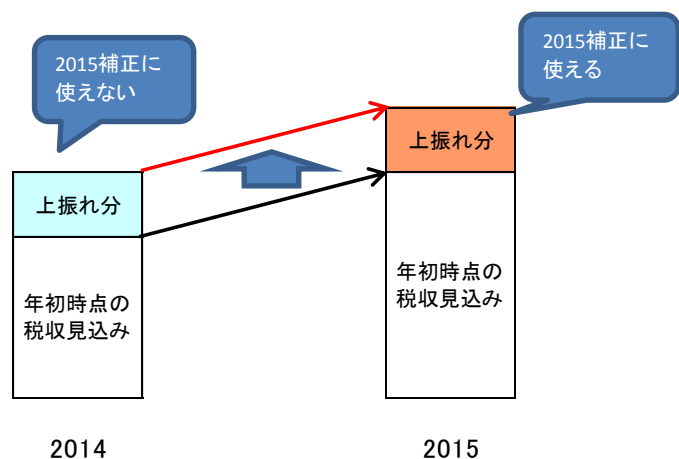 2015補正に
使えない
2015補正に
使える
上振れ分
上振れ分
年初時点の
税収見込み
年初時点の
税収見込み
2014
2015